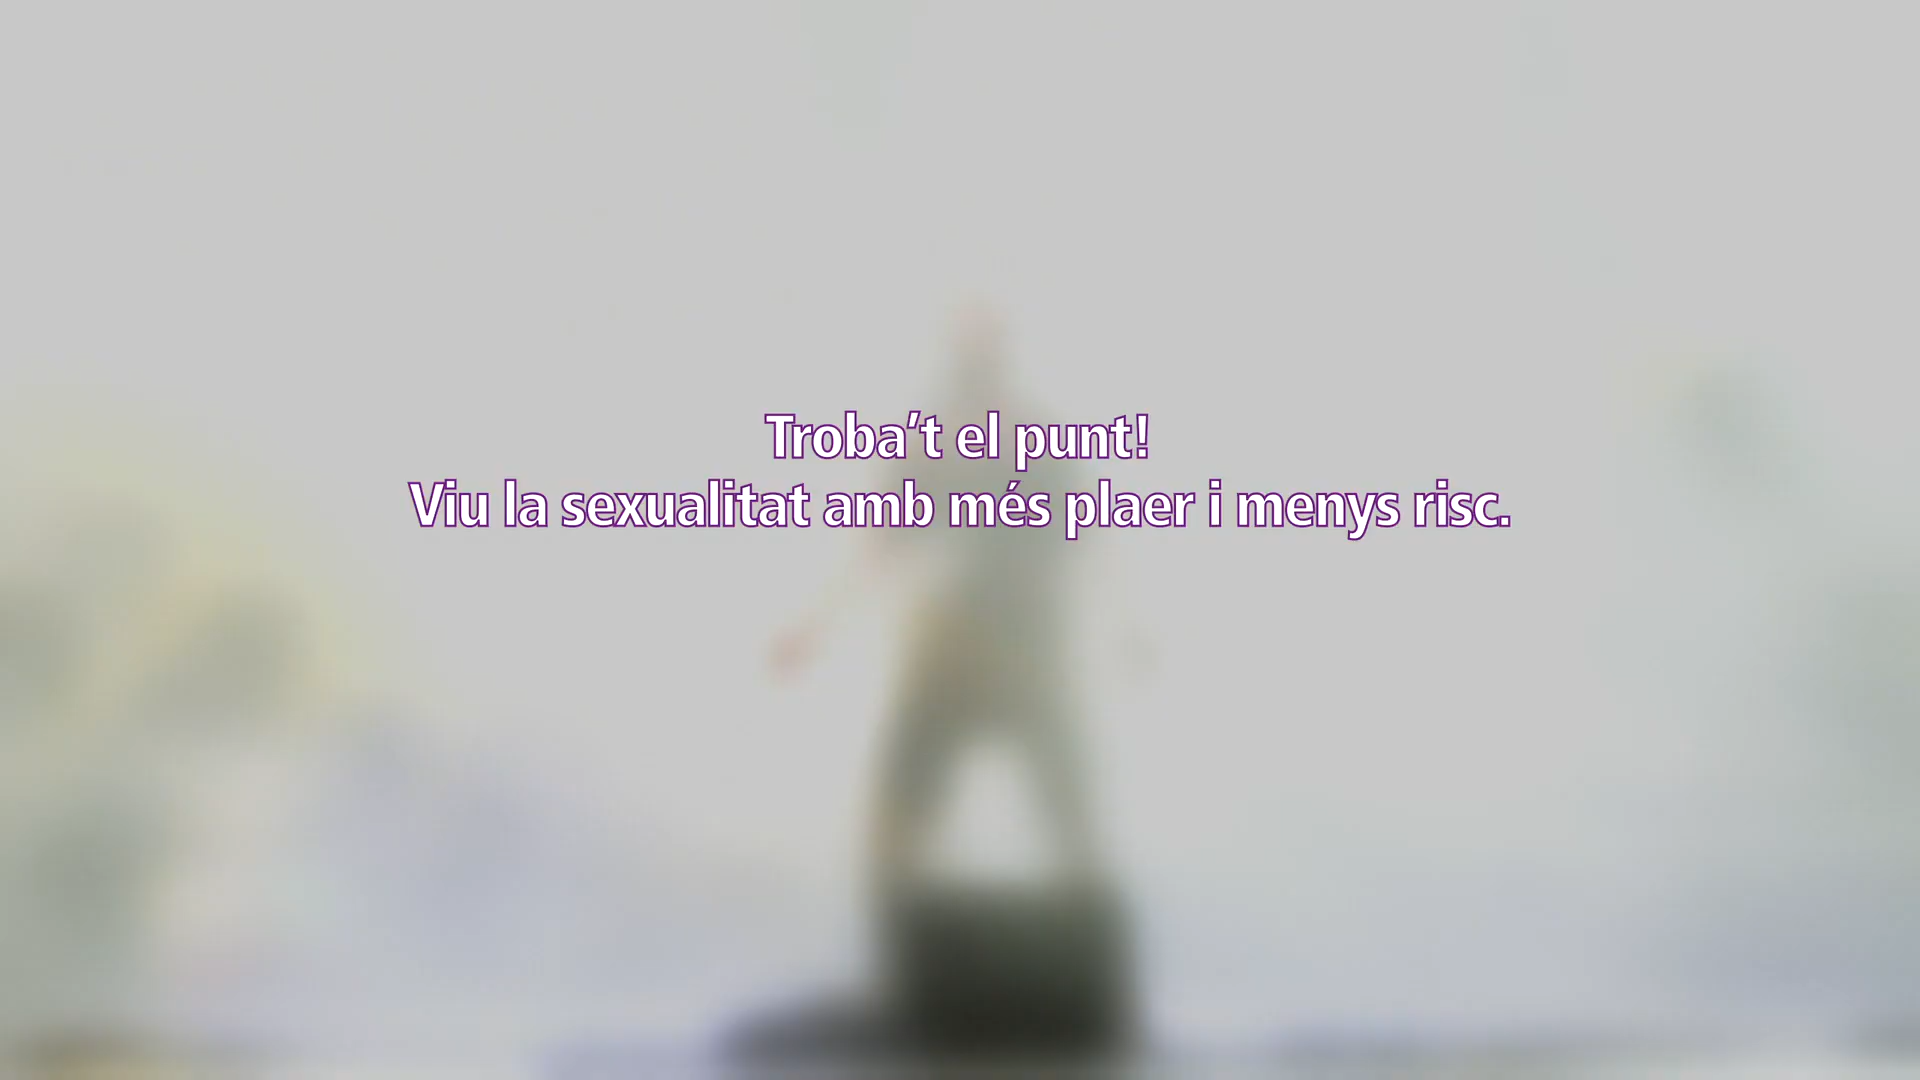 Troba’t el punt!
Viu la sexualitat amb més plaer i menys risc.